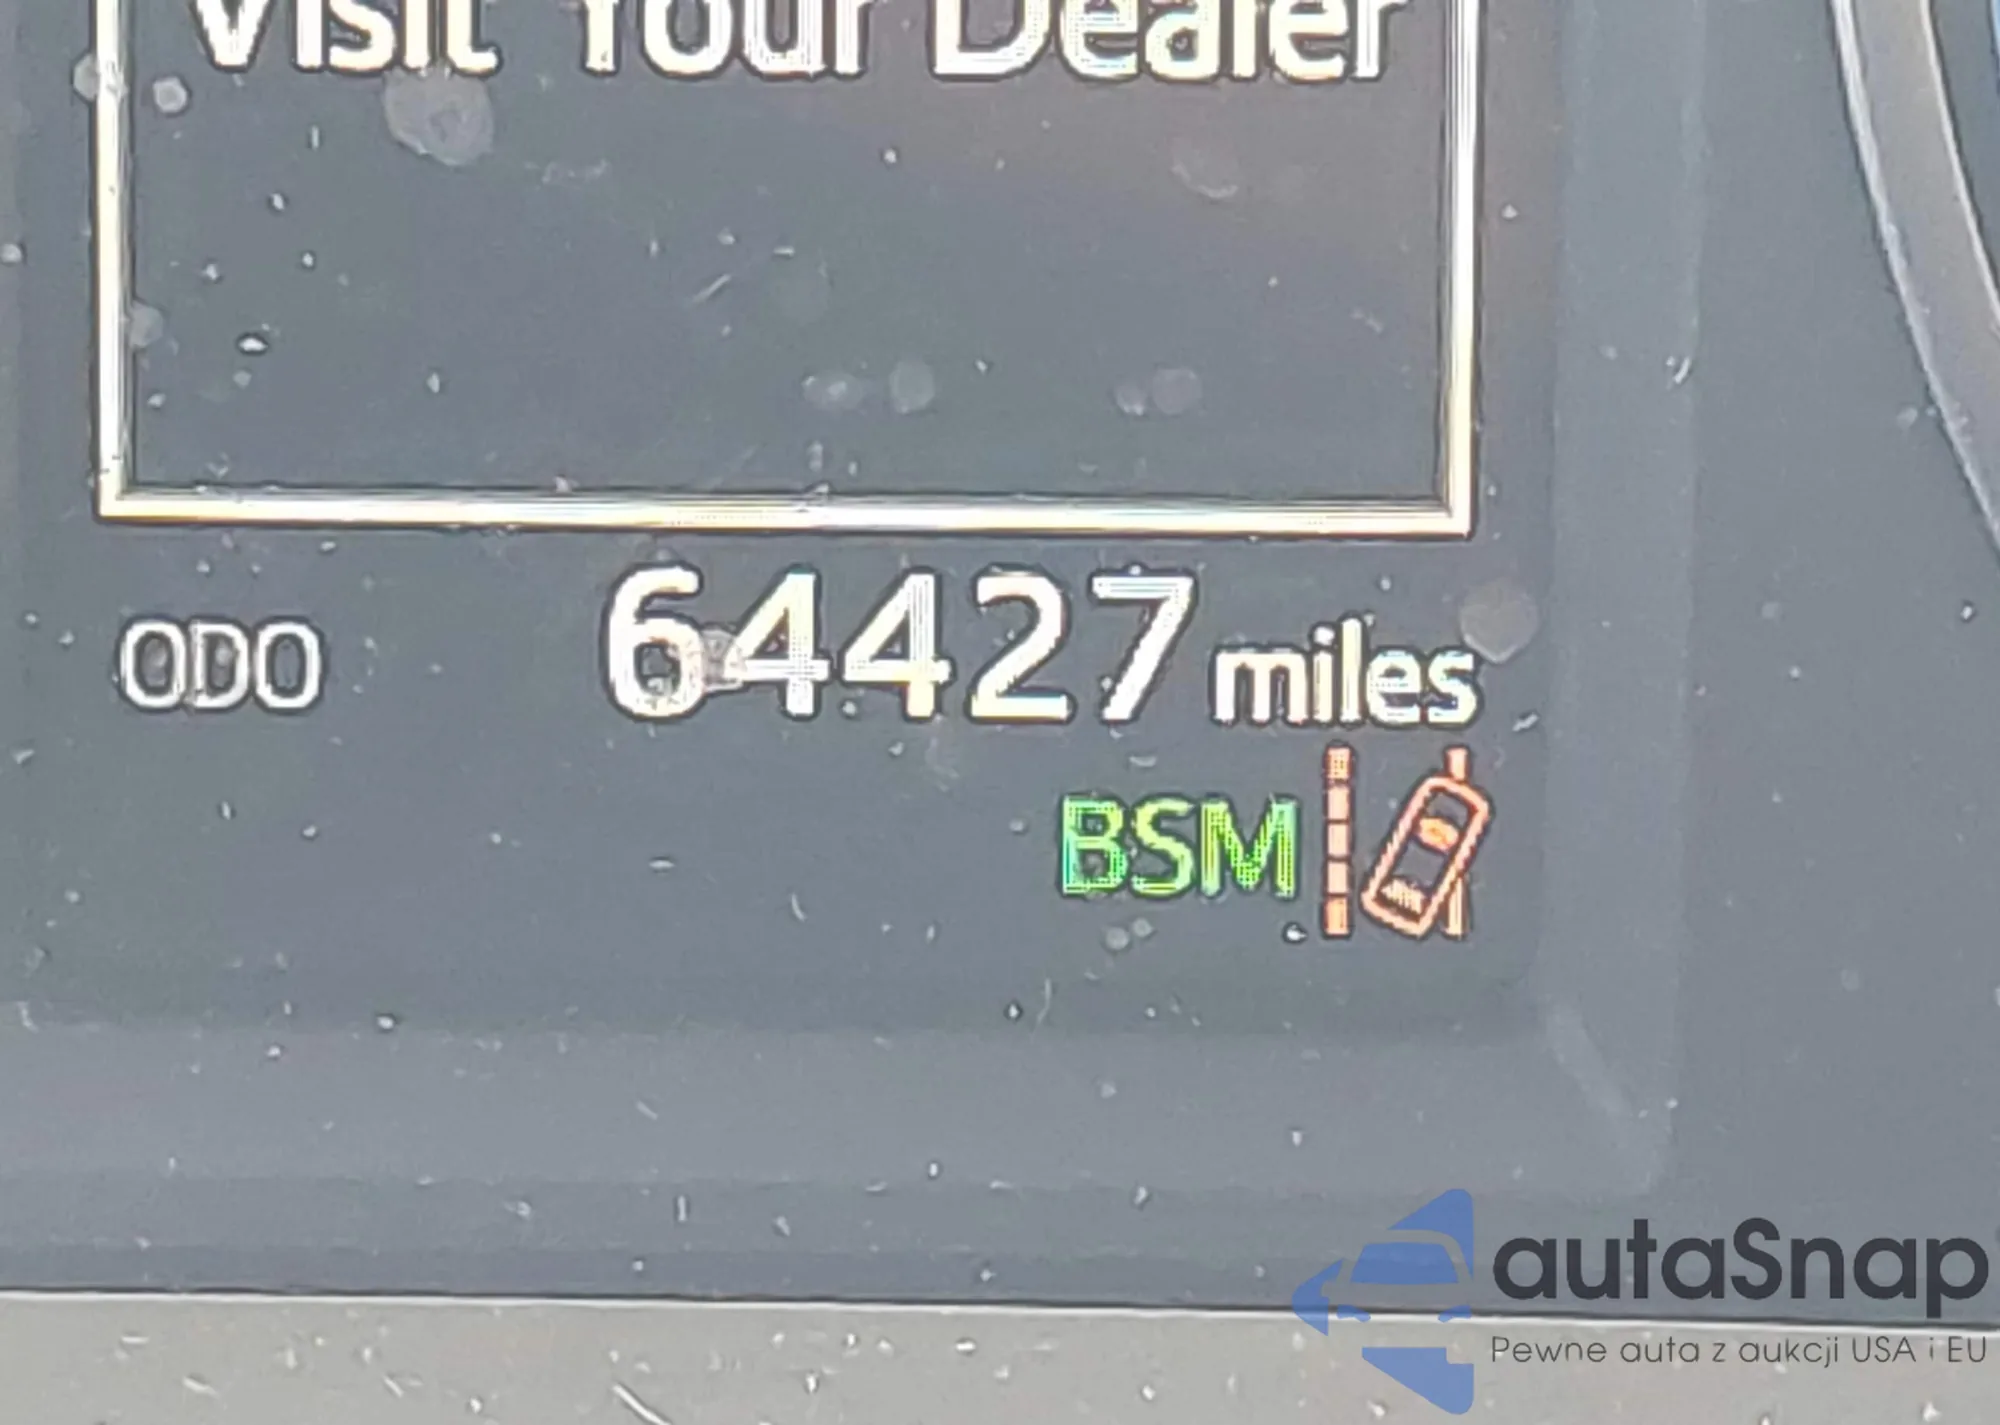 Visit Your Dealer
ODO 64427 miles
BSM
autaSnap
Pewne auta z aukcji USA i EU